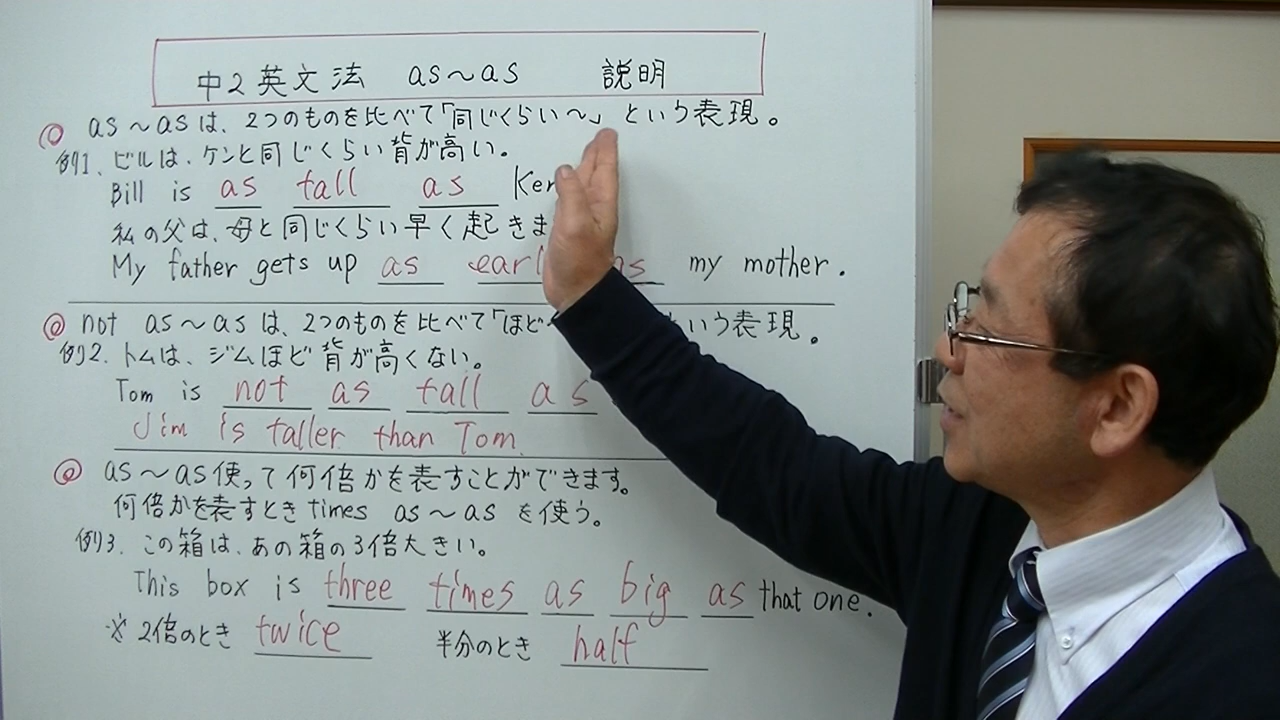 中2英文法 as～as 説明
◎ as～asは、2つのものを比べて「同じくらい～」という表現。
例1、ビルは、ケンと同じくらい背が高い。
Bill is as tall as
私の父は、母と同じくらい早く起きま
My father gets up as as my mother.
◎ not as～asは、2つのものを比べて「ほど いう表現。
例2. トムは、ジムほど背が高くない。
Tom is not as tall as
Jim is taller than Tom.
◎ as～as使って何倍かを表すことができます。
何倍かを表すときtimes as～asを使う。
例3. この箱は、あの箱の3倍大きい。
This box is three times as big as that one.
※ 2倍のとき twice 半分のとき half